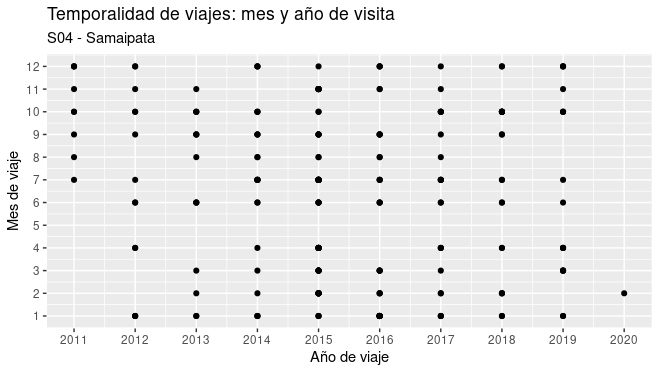 Temporalidad de viajes: mes y año de visita
S04 - Samaipata
Mes de viaje
12
11
10
9
8
7
6
5
4
3
2
1
2011 2012 2013 2014 2015 2016 2017 2018 2019 2020
Año de viaje